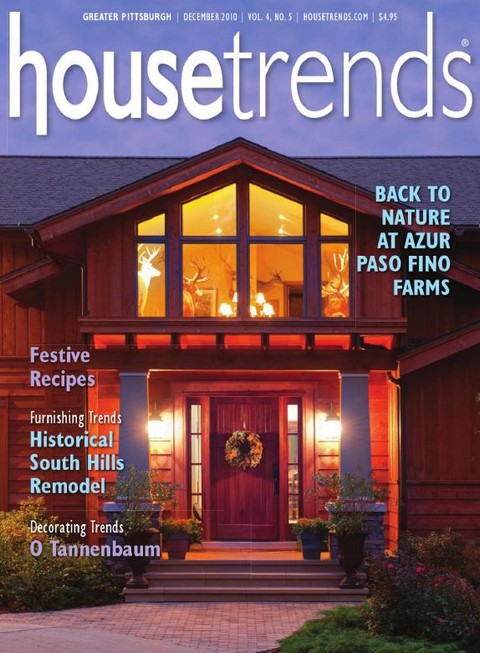 GREATER PITTSBURGH | DECEMBER 2010 | VOL. 4, NO. 5 | HOUSETRENDS.COM | $4.95
housetrends®
BACK TO
NATURE
AT AZUR
PASO FINO
FARMS
Festive
Recipes
Furnishing Trends
Historical
South Hills
Remodel
Decorating Trends
O Tannenbaum